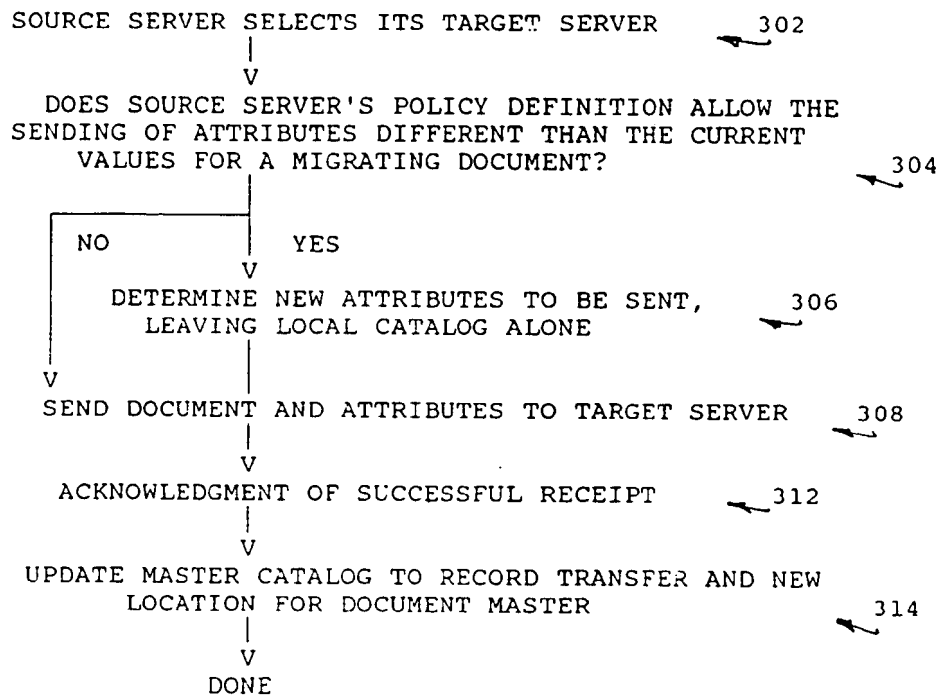 SOURCE SERVER SELECTS ITS TARGET SERVER 302
V
DOES SOURCE SERVER'S POLICY DEFINITION ALLOW THE
SENDING OF ATTRIBUTES DIFFERENT THAN THE CURRENT
VALUES FOR A MIGRATING DOCUMENT?
304
NO YES
V
DETERMINE NEW ATTRIBUTES TO BE SENT, 306
LEAVING LOCAL CATALOG ALONE
V
SEND DOCUMENT AND ATTRIBUTES TO TARGET SERVER 308
V
ACKNOWLEDGMENT OF SUCCESSFUL RECEIPT 312
V
UPDATE MASTER CATALOG TO RECORD TRANSFER AND NEW
LOCATION FOR DOCUMENT MASTER 314
V
DONE